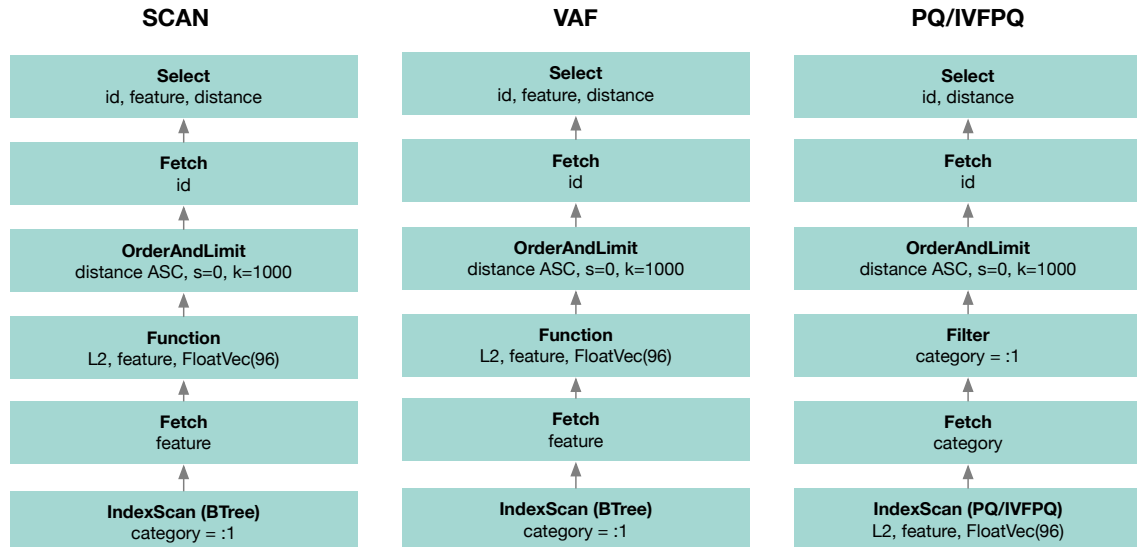 SCAN
Select
id, feature, distance
Fetch
id
OrderAndLimit
distance ASC, s=0, k=1000
Function
L2, feature, FloatVec(96)
Fetch
feature
IndexScan (BTree)
category = :1
VAF
Select
id, feature, distance
Fetch
id
OrderAndLimit
distance ASC, s=0, k=1000
Function
L2, feature, FloatVec(96)
Fetch
feature
IndexScan (BTree)
category = :1
PQ/IVFPQ
Select
id, distance
Fetch
id
OrderAndLimit
distance ASC, s=0, k=1000
Filter
category = :1
Fetch
category
IndexScan (PQ/IVFPQ)
L2, feature, FloatVec(96)